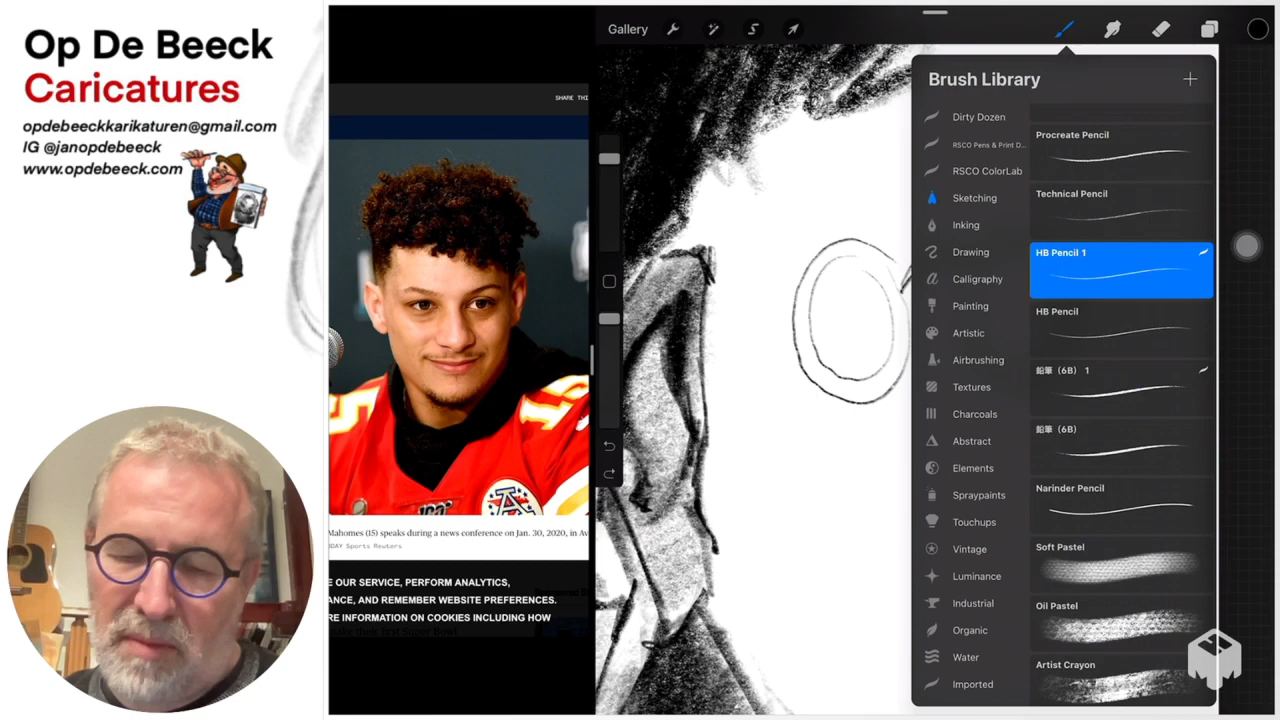 Op De Beeck
Caricatures
opdebeeckkarikaturen@gmail.com
IG @janopdebeeck
www.opdebeeck.com
SHARE THI
15
Mahomes (15) speaks during a news conference on Jan. 30, 2020, in Av
DAY Sports Reuters
E OUR SERVICE, PERFORM ANALYTICS,
ANCE, AND REMEMBER WEBSITE PREFERENCES.
RE INFORMATION ON COOKIES INCLUDING HOW
Gallery
Brush Library
Dirty Dozen
RSCO Pens & Print D...
RSCO ColorLab
Sketching
Inking
Drawing
Calligraphy
Painting
Artistic
Airbrushing
Textures
Charcoals
Abstract
Elements
Spraypaints
Touchups
Vintage
Luminance
Industrial
Organic
Water
Imported
Procreate Pencil
Technical Pencil
HB Pencil 1
HB Pencil
鉛筆（6B） 1
鉛筆（6B）
Narinder Pencil
Soft Pastel
Oil Pastel
Artist Crayon